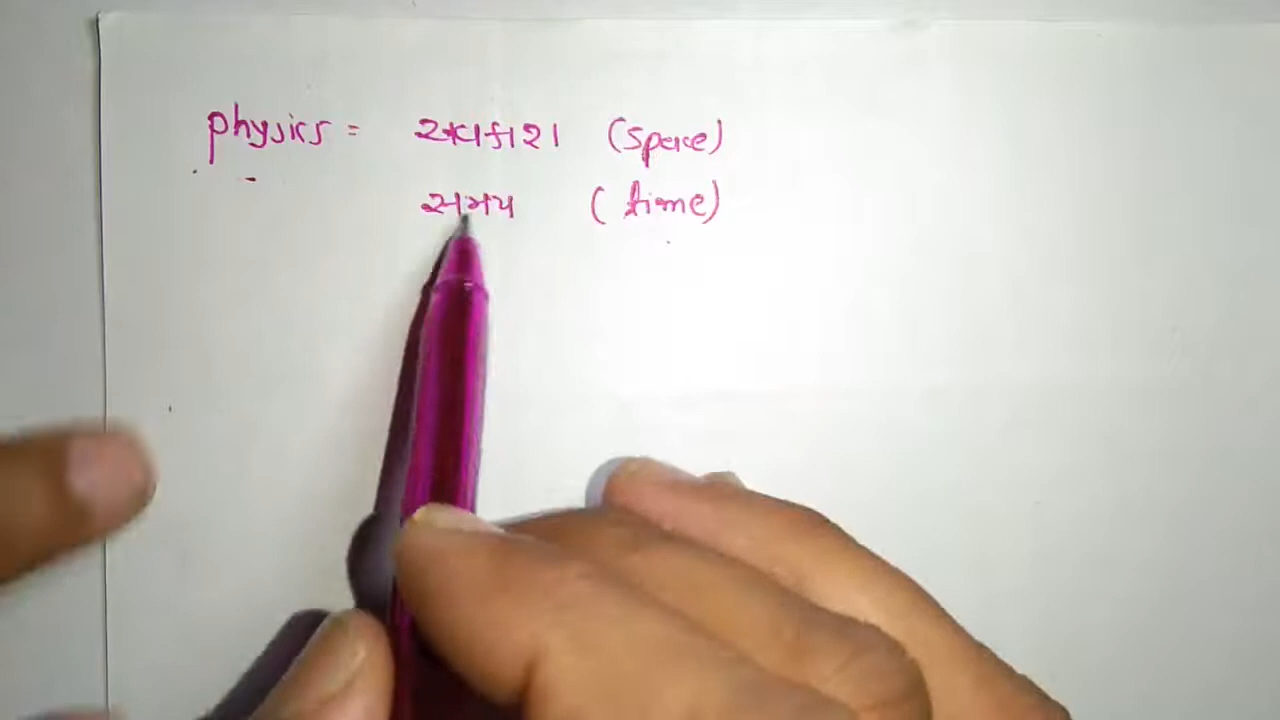 physics = અવકાશ (space)
સમય (time)